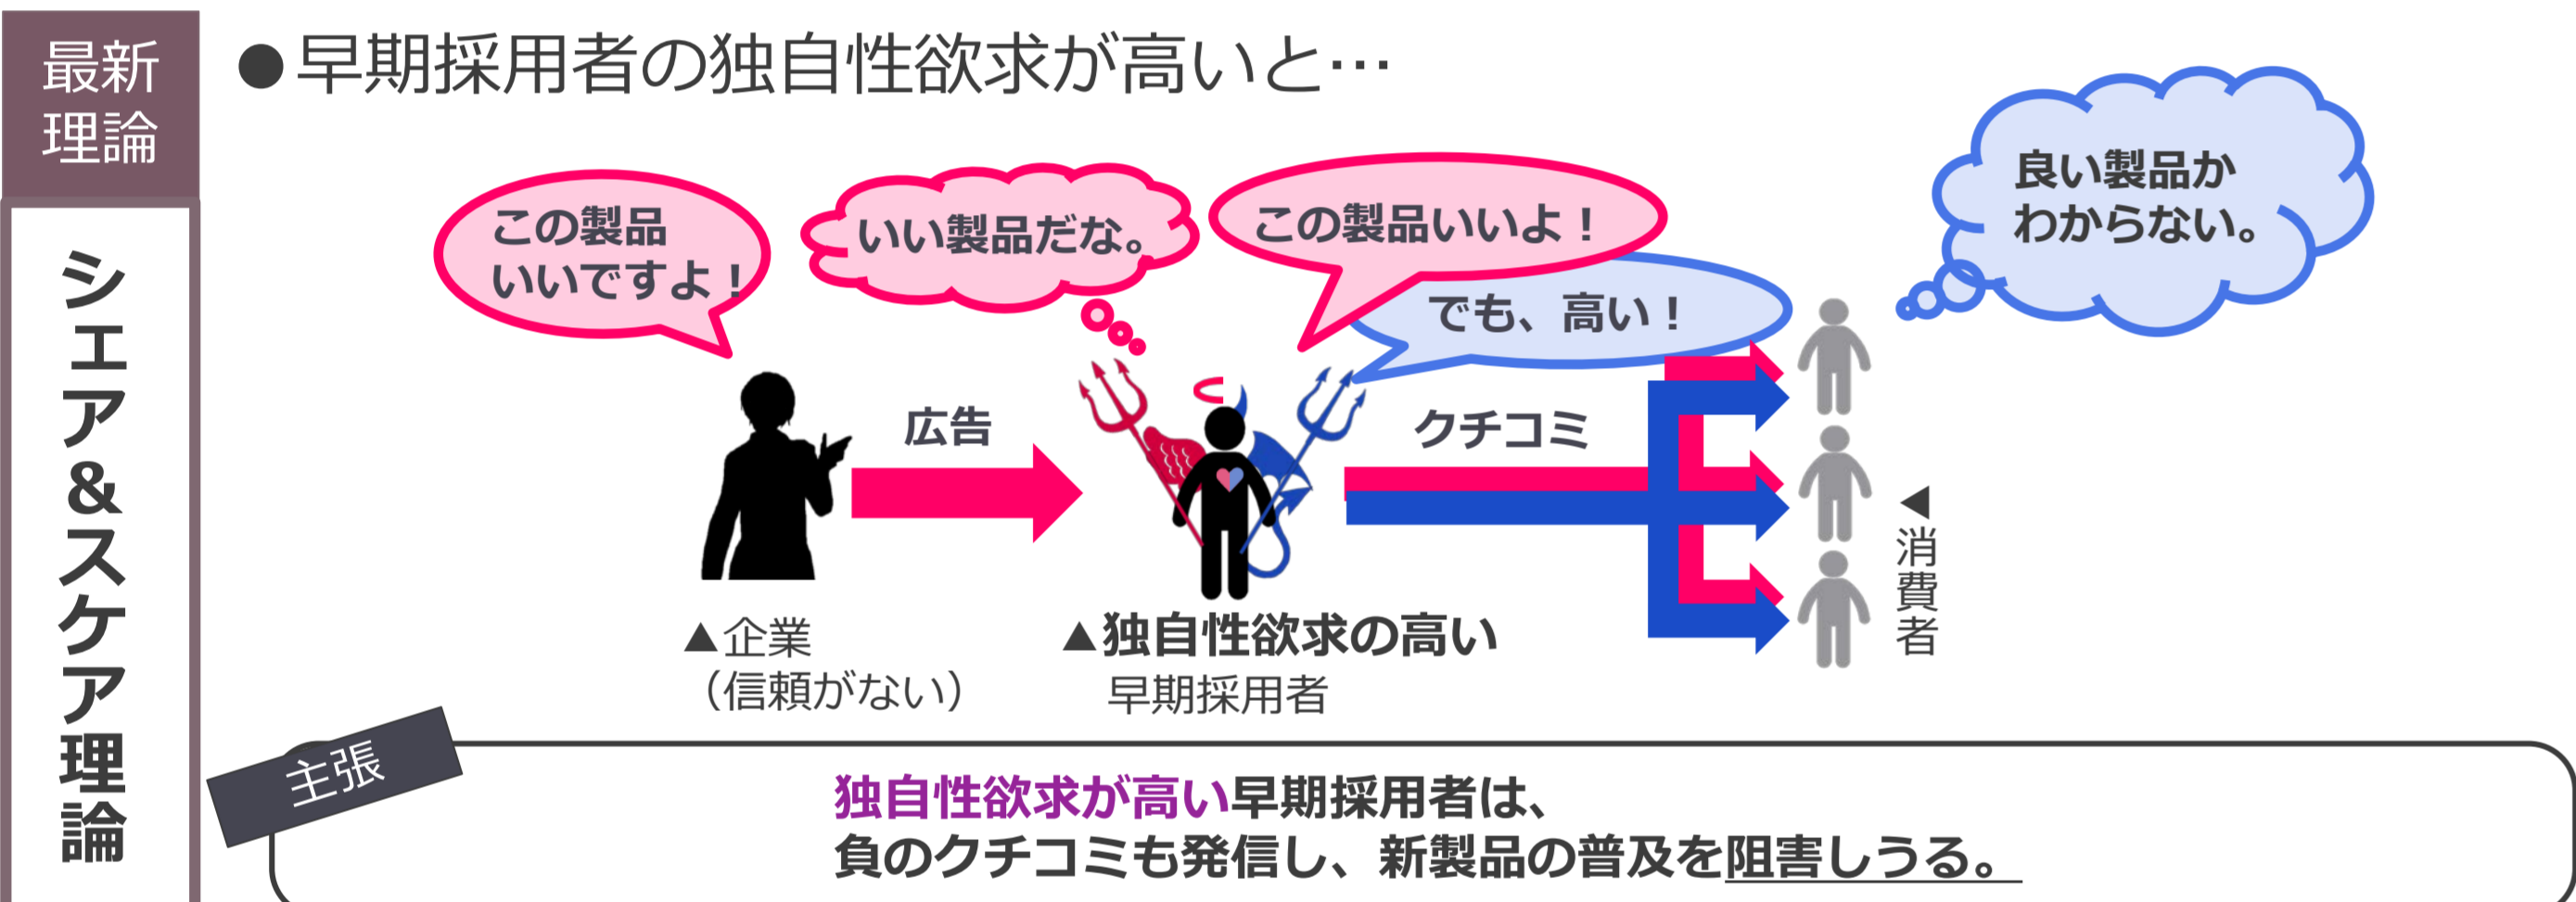 最新
理論
シェア&スケア理論
●早期採用者の独自性欲求が高いと…
この製品
いいですよ！
いい製品だな。
この製品いいよ！
でも、高い！
良い製品か
わからない。
広告
クチコミ
▲企業
（信頼がない）
▲独自性欲求の高い
早期採用者
◀消費者
主張
独自性欲求が高い早期採用者は、
負のクチコミも発信し、新製品の普及を阻害しうる。